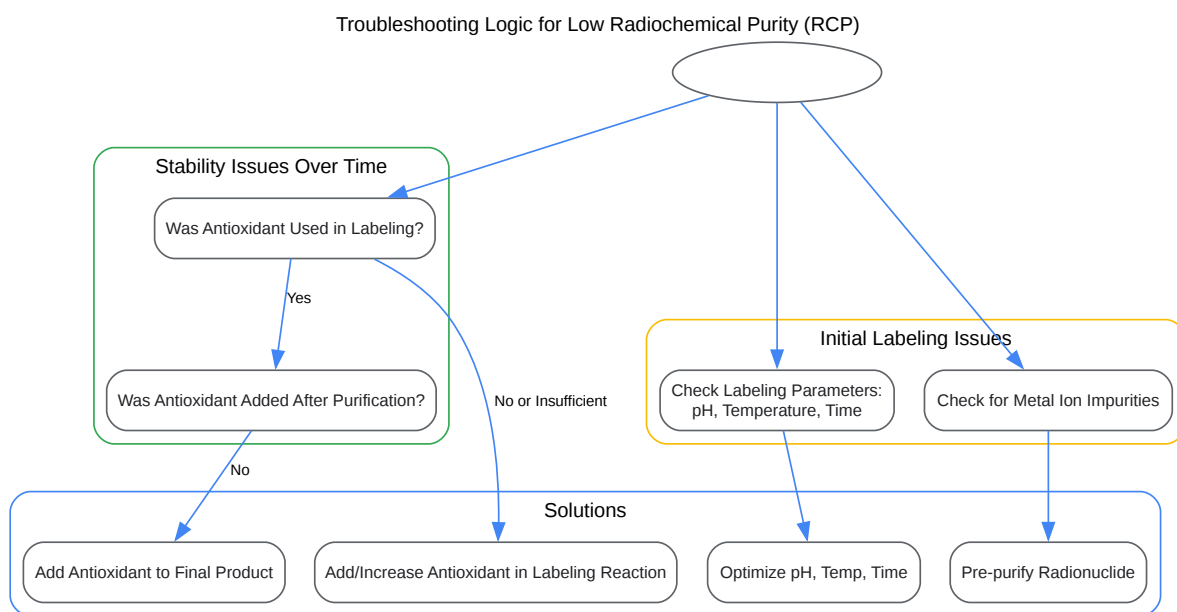 Troubleshooting Logic for Low Radiochemical Purity (RCP)
Stability Issues Over Time
Was Antioxidant Used in Labeling?
Yes
Was Antioxidant Added After Purification?
No or Insufficient
No
Initial Labeling Issues
Check Labeling Parameters:
pH, Temperature, Time
Check for Metal Ion Impurities
Solutions
Add Antioxidant to Final Product
Add/Increase Antioxidant in Labeling Reaction
Optimize pH, Temp, Time
Pre-purify Radionuclide